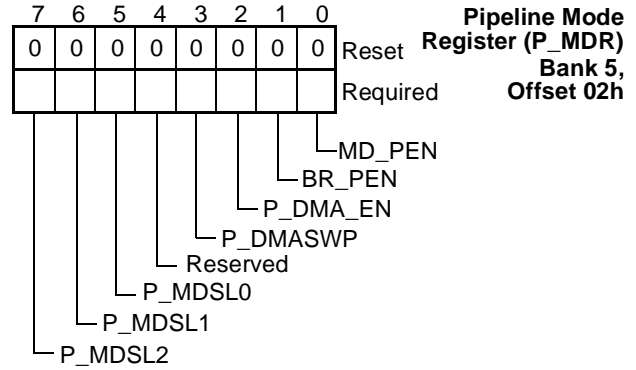 7 6 5 4 3 2 1 0
Pipeline Mode
Register (P_MDR)
Bank 5,
Offset 02h
0 0 0 0 0 0 0 0 Reset
Required
MD_PEN
BR_PEN
P_DMA_EN
P_DMASWP
Reserved
P_MDSL0
P_MDSL1
P_MDSL2